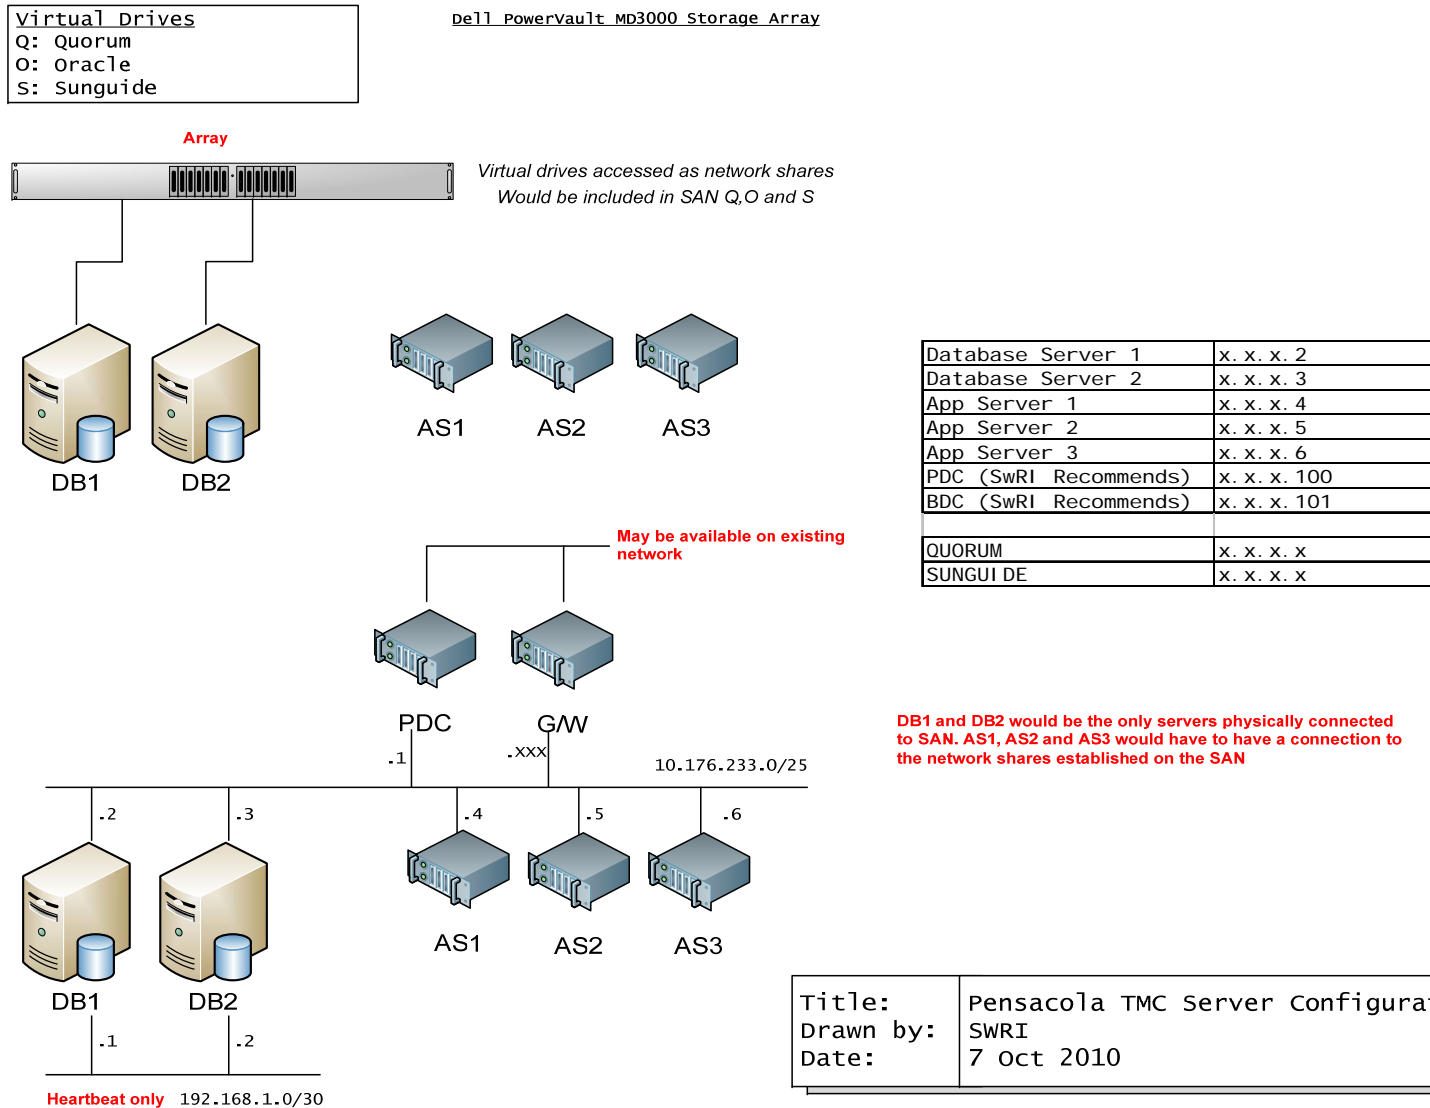 Virtual Drives
Q: Quorum
O: Oracle
S: Sunguide
Dell PowerVault MD3000 Storage Array
Array
Virtual drives accessed as network shares
Would be included in SAN Q,O and S
DB1
DB2
AS1
AS2
AS3
Database Server 1 x.x.x.2
Database Server 2 x.x.x.3
App Server 1 x.x.x.4
App Server 2 x.x.x.5
App Server 3 x.x.x.6
PDC (SwRI Recommends) x.x.x.100
BDC (SwRI Recommends) x.x.x.101
QUORUM x.x.x.x
SUNGUIDE x.x.x.x
May be available on existing
network
PDC
G/W
.1
.xxx
10.176.233.0/25
DB1 and DB2 would be the only servers physically connected
to SAN. AS1, AS2 and AS3 would have to have a connection to
the network shares established on the SAN
.2
.3
.4
.5
.6
DB1
DB2
AS1
AS2
AS3
.1
.2
Heartbeat only 192.168.1.0/30
Title: Pensacola TMC Server
Drawn by: SWRI
Date: 7 Oct 2010